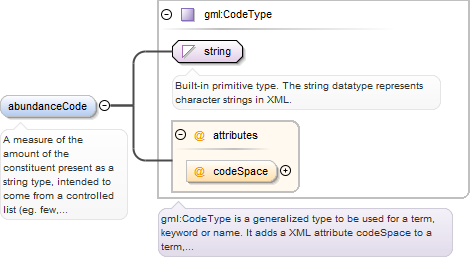 gml:CodeType
string
Built-in primitive type. The string datatype represents
character strings in XML.
abundanceCode
A measure of the
amount of the
constituent present as a
string type, intended to
come from a controlled
list (eg. few,...
@ attributes
@ codeSpace
gml:CodeType is a generalized type to be used for a term,
keyword or name. It adds a XML attribute codeSpace to a
term,...